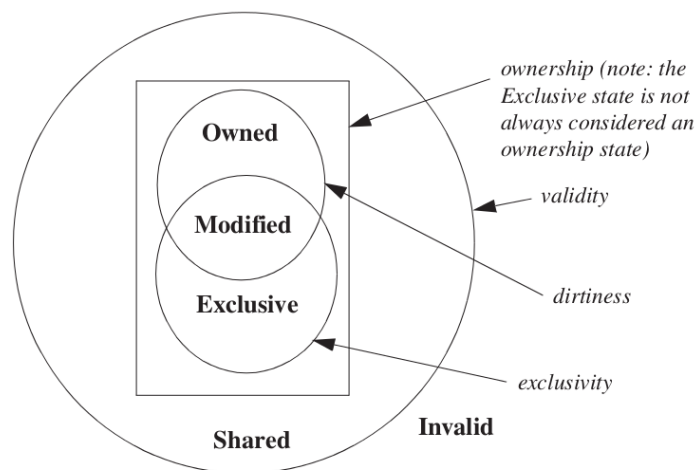 ownership (note: the
Exclusive state is not
always considered an
ownership state)
Owned
validity
Modified
dirtiness
Exclusive
exclusivity
Shared
Invalid